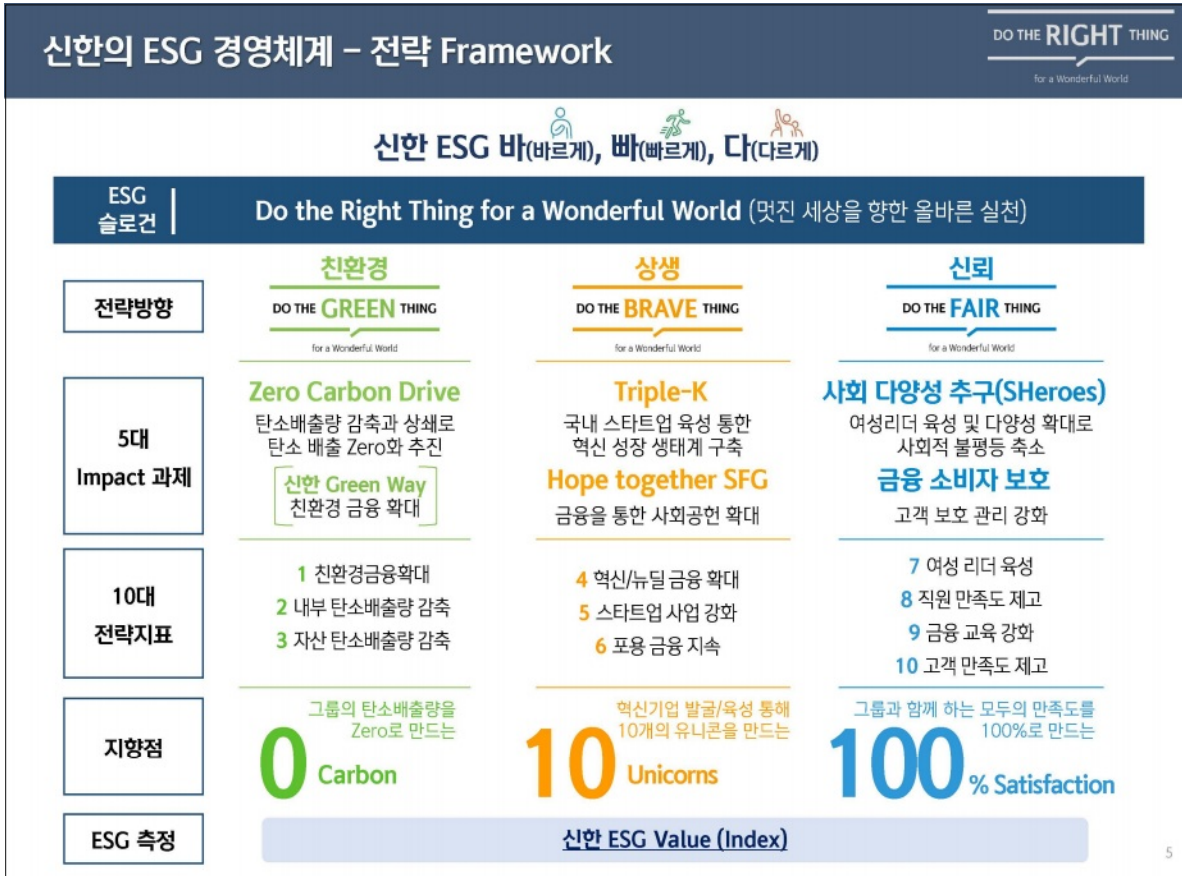 신한의 ESG 경영체계 – 전략 Framework
DO THE RIGHT THING
for a Wonderful World
신한 ESG 바(바르게), 빠(빠르게), 다(다르게)
ESG
슬로건
Do the Right Thing for a Wonderful World (멋진 세상을 향한 올바른 실천)
전략방향
친환경
DO THE GREEN THING
for a Wonderful World
상생
DO THE BRAVE THING
for a Wonderful World
신뢰
DO THE FAIR THING
for a Wonderful World
5대
Impact 과제
Zero Carbon Drive
탄소배출량 감축과 상쇄로
탄소 배출 Zero화 추진
신한 Green Way
친환경 금융 확대
Triple-K
국내 스타트업 육성 통한
혁신 성장 생태계 구축
Hope together SFG
금융을 통한 사회공헌 확대
사회 다양성 추구(SHeroes)
여성리더 육성 및 다양성 확대로
사회적 불평등 축소
금융 소비자 보호
고객 보호 관리 강화
10대
전략지표
1 친환경금융확대
2 내부 탄소배출량 감축
3 자산 탄소배출량 감축
4 혁신/뉴딜 금융 확대
5 스타트업 사업 강화
6 포용 금융 지속
7 여성 리더 육성
8 직원 만족도 제고
9 금융 교육 강화
10 고객 만족도 제고
지향점
그룹의 탄소배출량을
Zero로 만드는
0 Carbon
혁신기업 발굴/육성 통해
10개의 유니콘을 만드는
10 Unicorns
그룹과 함께 하는 모두의 만족도를
100%로 만드는
100 % Satisfaction
ESG 측정
신한 ESG Value (Index)
5